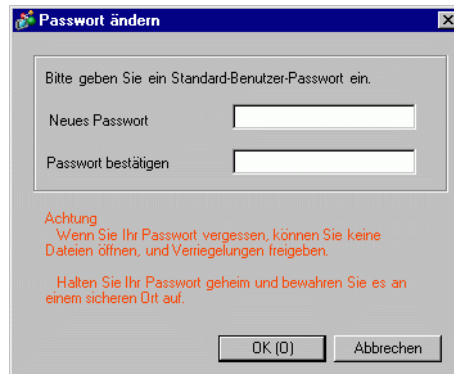 Passwort ändern
Bitte geben Sie ein Standard-Benutzer-Passwort ein.
Neues Passwort
Passwort bestätigen
Achtung
Wenn Sie Ihr Passwort vergessen, können Sie keine
Dateien öffnen, und Verriegelungen freigeben.
Halten Sie Ihr Passwort geheim und bewahren Sie es an
einem sicheren Ort auf.
OK (O)
Abbrechen